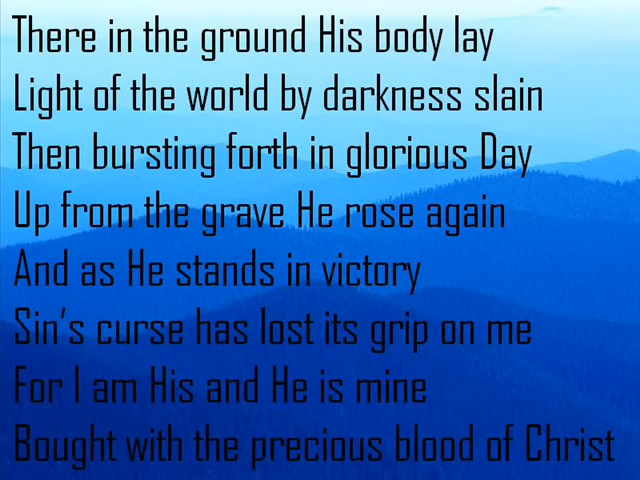 There in the ground His body lay
Light of the world by darkness slain
Then bursting forth in glorious Day
Up from the grave He rose again
And as He stands in victory
Sin's curse has lost its grip on me
For I am His and He is mine
Bought with the precious blood of Christ